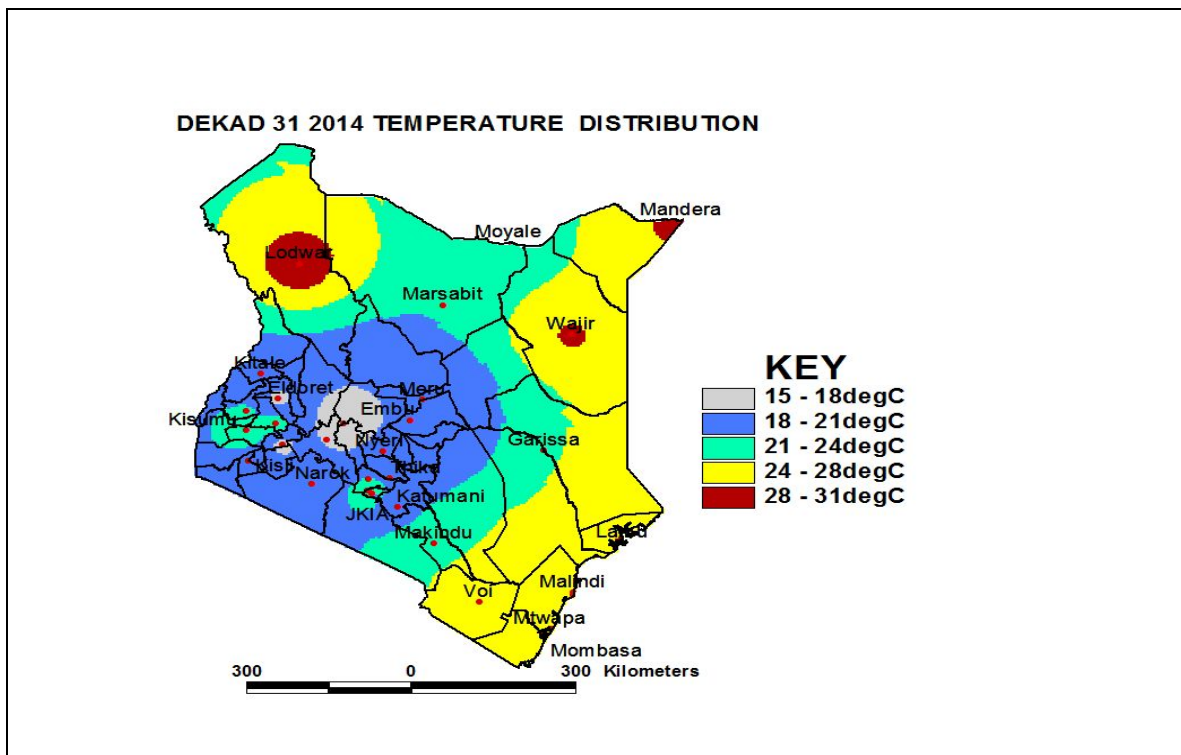 DEKAD 31 2014 TEMPERATURE DISTRIBUTION
Mandera
Moyale
Lodwar
Marsabit
Wajir
KEY
Kitale
15 - 18degC
Eldoret
Meru
18 - 21degC
Kisumu
Embu
21 - 24degC
Garissa
Nyeri
24 - 28degC
Kisii
Narok
Thika
28 - 31degC
Katumani
JKIA
Makindu
Lamu
Voi
Malindi
Mtwapa
Mombasa
300 0 300 Kilometers